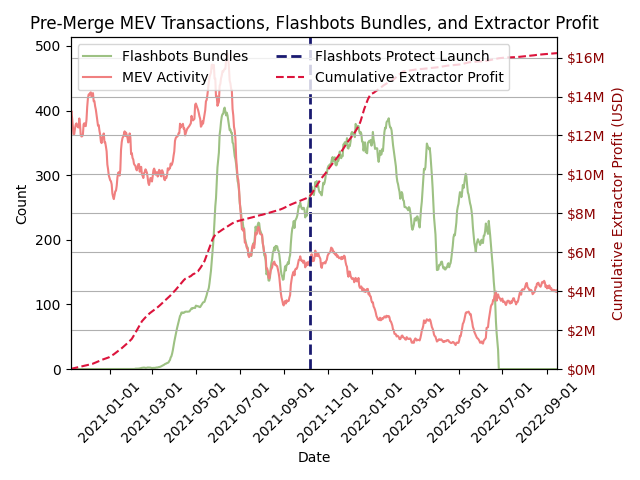 Pre-Merge MEV Transactions, Flashbots Bundles, and Extractor Profit
Flashbots Bundles
MEV Activity
Flashbots Protect Launch
Cumulative Extractor Profit
Count
500
400
300
200
100
0
$16M
$14M
$12M
$10M
$8M
$6M
$4M
$2M
$0M
Cumulative Extractor Profit (USD)
2021-01-01
2021-03-01
2021-05-01
2021-07-01
2021-09-01
2021-11-01
2022-01-01
2022-03-01
2022-05-01
2022-07-01
2022-09-01
Date